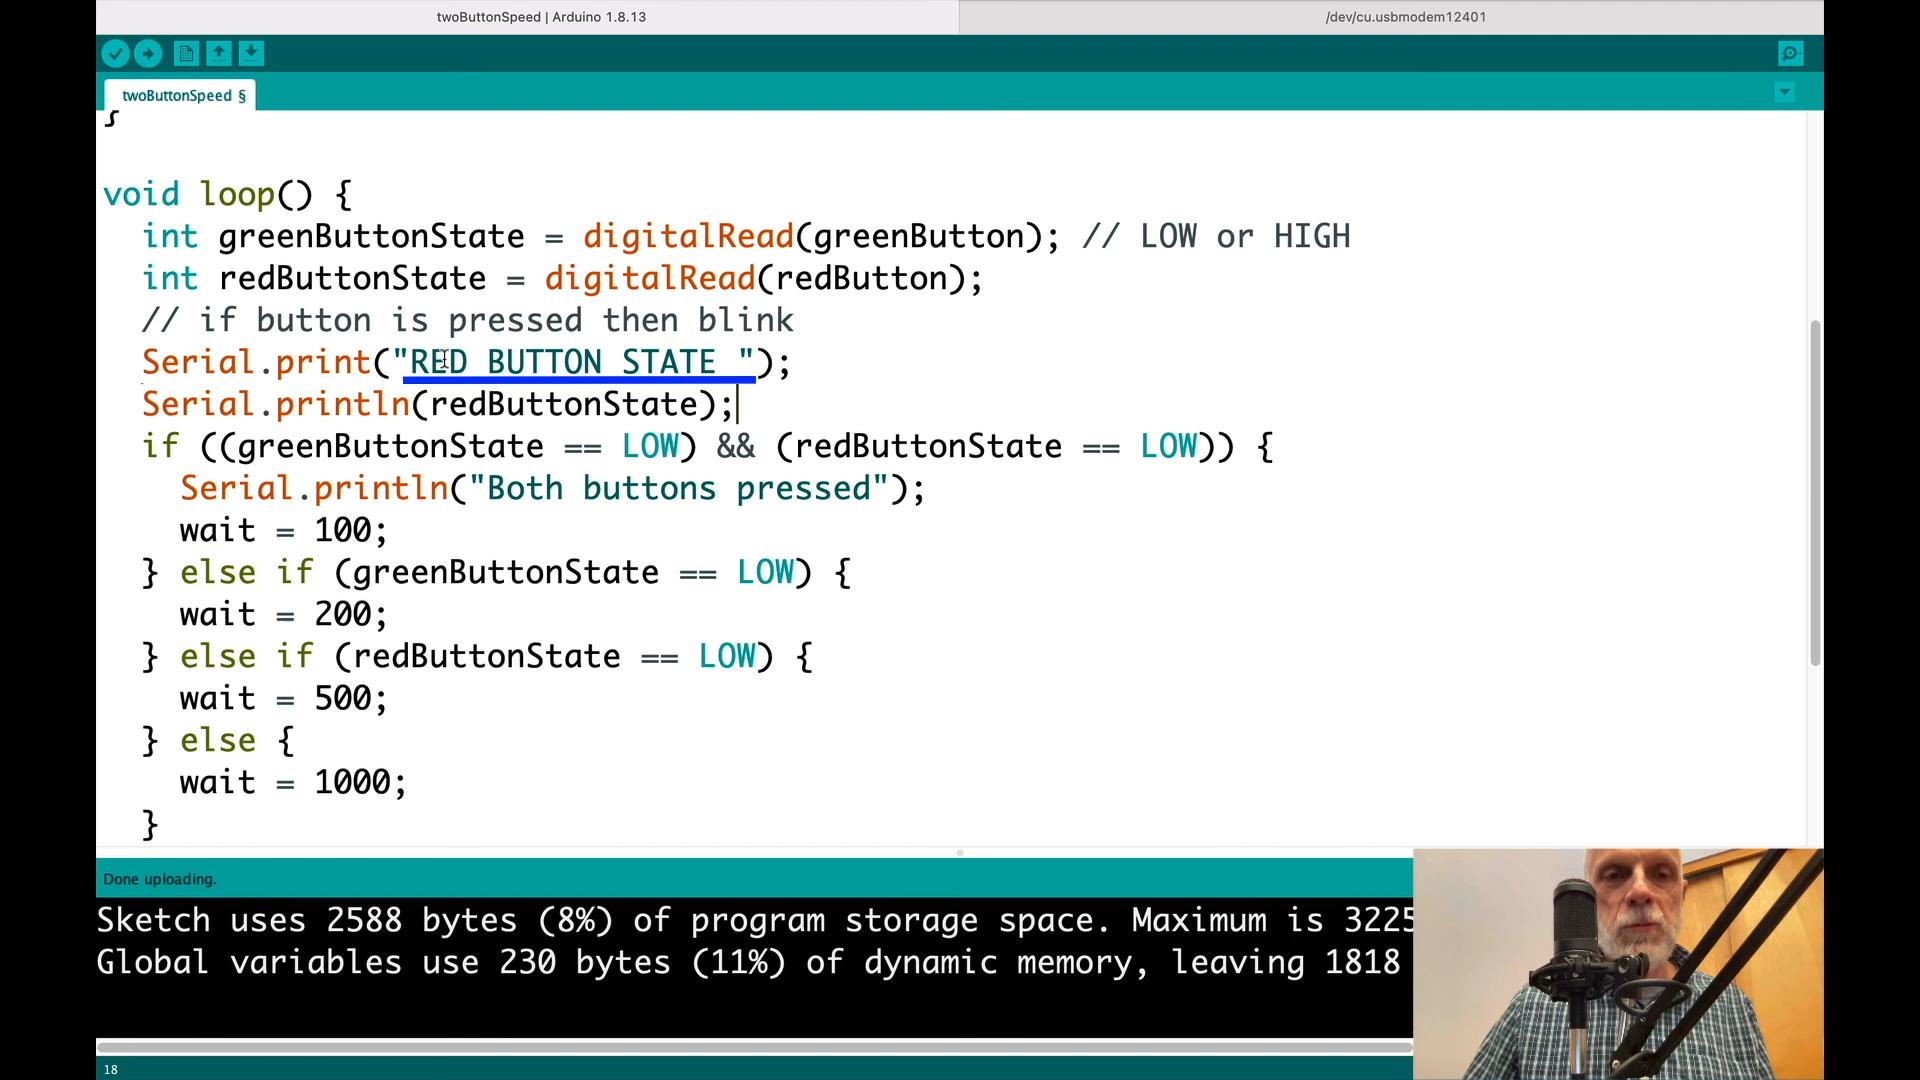 twoButtonSpeed | Arduino 1.8.13
/dev/cu.usbmodem12401
twoButtonSpeed §
}
void loop() {
int greenButtonState = digitalRead(greenButton); // LOW or HIGH
int redButtonState = digitalRead(redButton);
// if button is pressed then blink
Serial.print("RED BUTTON STATE ");
Serial.println(redButtonState);
if ((greenButtonState == LOW) && (redButtonState == LOW)) {
Serial.println("Both buttons pressed");
wait = 100;
} else if (greenButtonState == LOW) {
wait = 200;
} else if (redButtonState == LOW) {
wait = 500;
} else {
wait = 1000;
}
Done uploading.
Sketch uses 2588 bytes (8%) of program storage space. Maximum is 3225
Global variables use 230 bytes (11%) of dynamic memory, leaving 1818
18